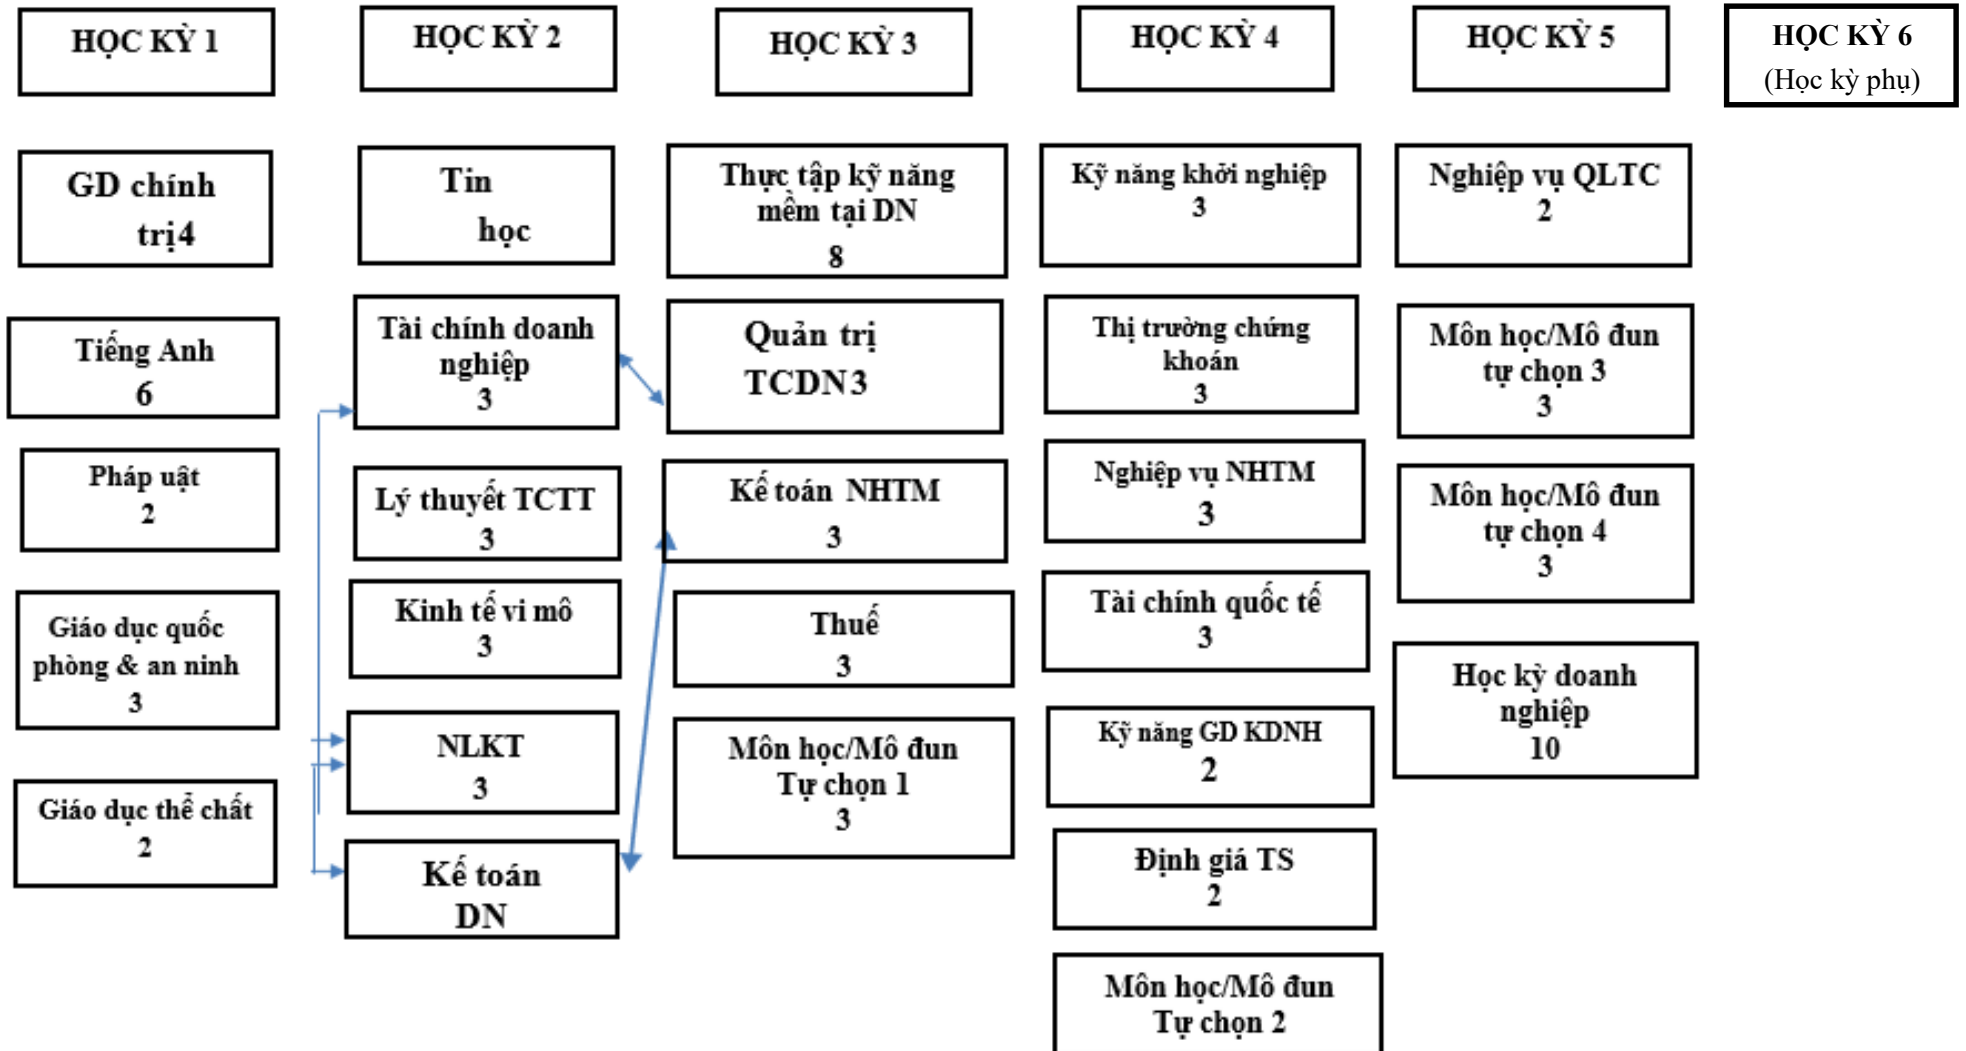 HỌC KỲ 1
HỌC KỲ 2
HỌC KỲ 3
HỌC KỲ 4
HỌC KỲ 5
HỌC KỲ 6
(Học kỳ phụ)
GD chính
trị4
Tiếng Anh
6
Pháp uật
2
Giáo dục quốc
phòng & an ninh
3
Giáo dục thể chất
2
Tin
học
Tài chính doanh
nghiệp
3
Lý thuyết TCTT
3
Kinh tế vi mô
3
NLKT
3
Kế toán
DN
Thực tập kỹ năng
mềm tại DN
8
Quản trị
TCDN3
Kế toán NHTM
3
Thuế
3
Môn học/Mô đun
Tự chọn 1
3
Kỹ năng khởi nghiệp
3
Thị trường chứng
khoán
3
Nghiệp vụ NHTM
3
Tài chính quốc tế
3
Kỹ năng GD KDNH
2
Định giá TS
2
Môn học/Mô đun
Tự chọn 2
Nghiệp vụ QLTC
2
Môn học/Mô đun
tự chọn 3
3
Môn học/Mô đun
tự chọn 4
3
Học kỳ doanh
nghiệp
10